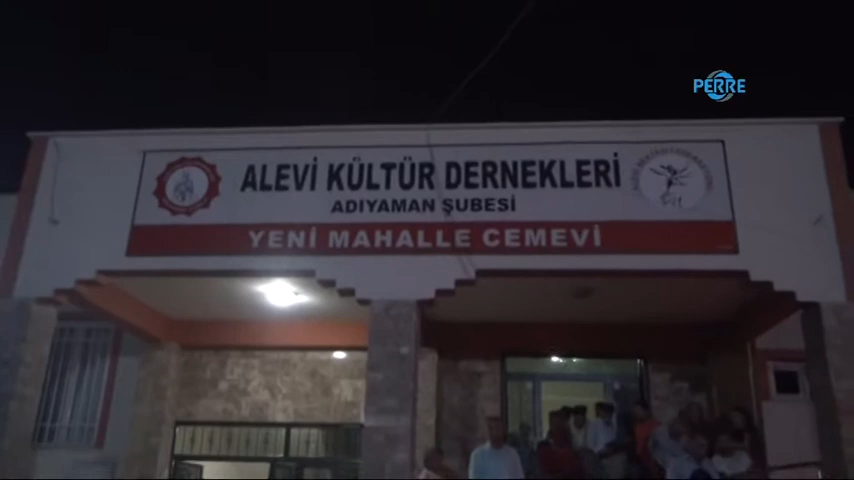 PERRE
ALEVİ KÜLTÜR DERNEKLERİ
ADIYAMAN ŞUBESİ
YENİ MAHALLE CEMEVİ